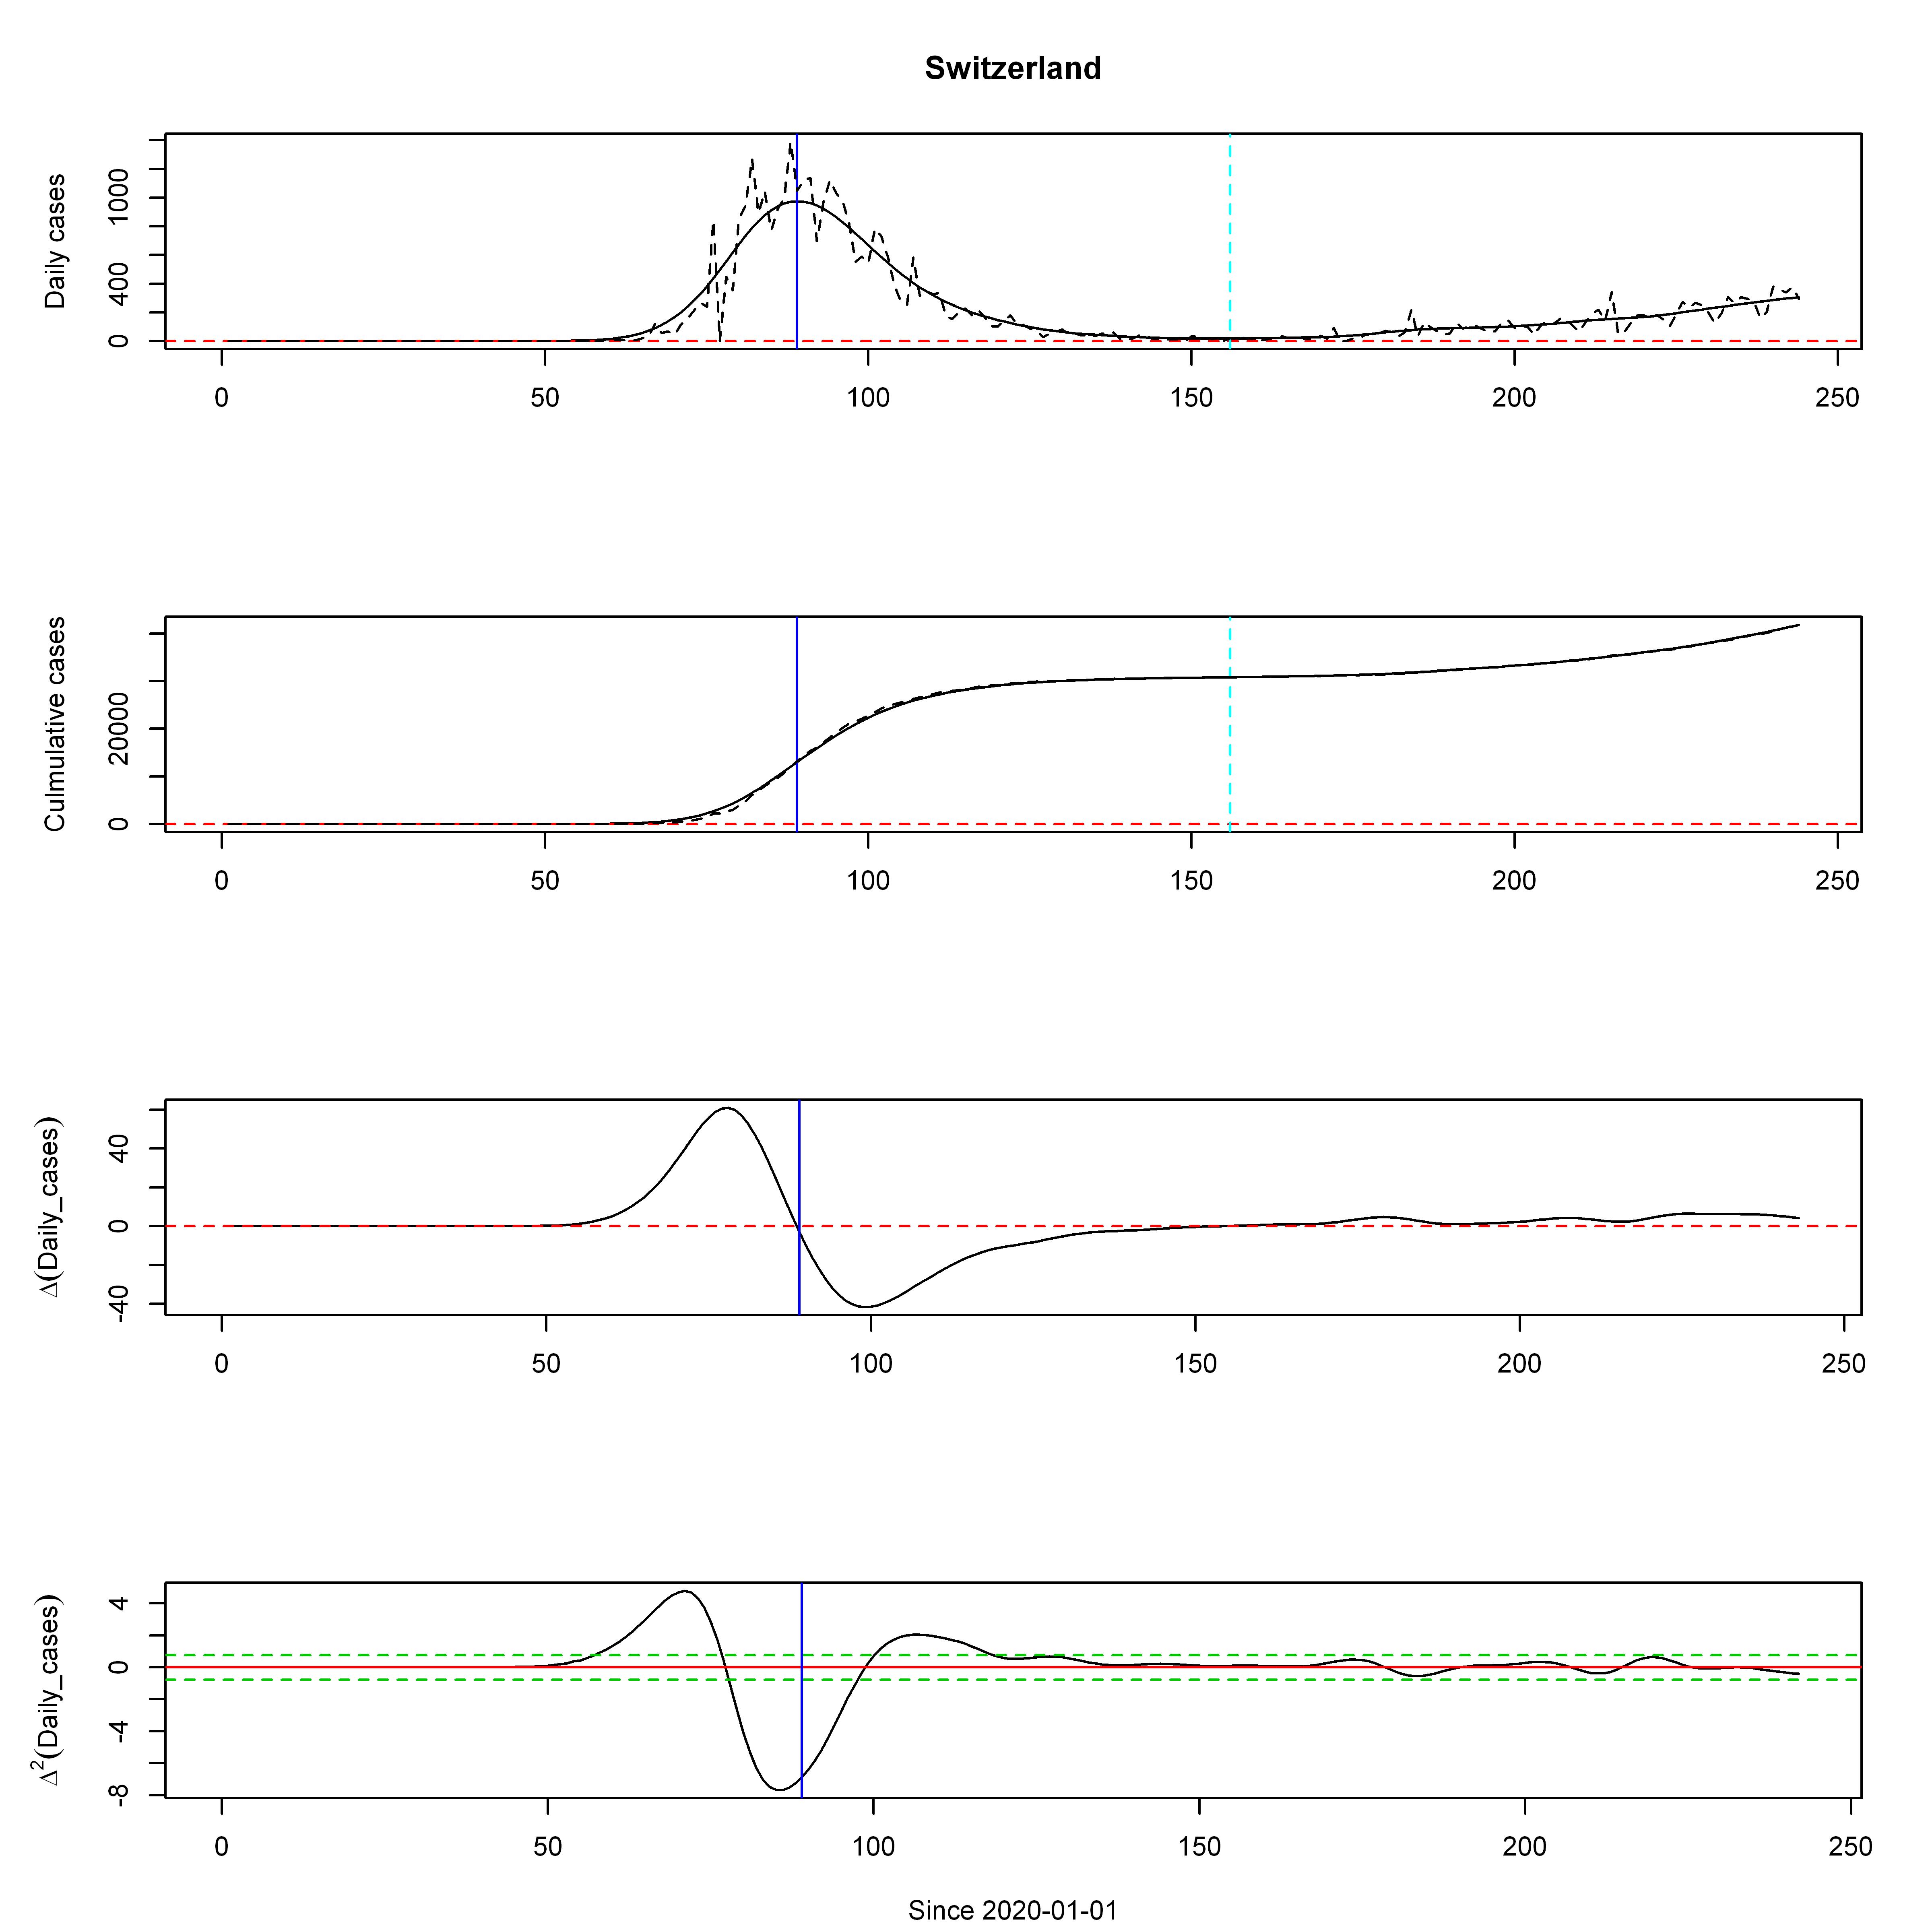 Switzerland
Daily cases
0 400 1000
0 50 100 150 200 250
Culmulative cases
0 20000
0 50 100 150 200 250
Δ(Daily_cases)
-40 0 40
0 50 100 150 200 250
Δ²(Daily_cases)
-8 -4 0 4
0 50 100 150 200 250
Since 2020-01-01